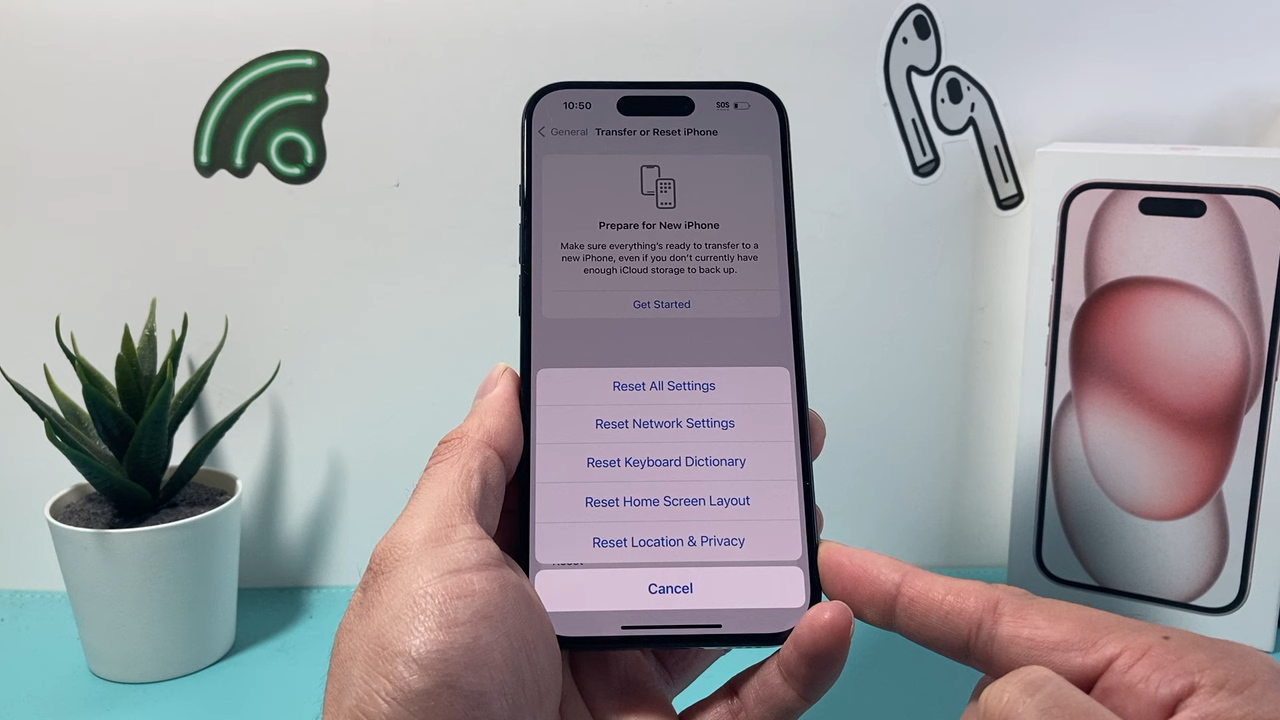 10:50 SOS
General Transfer or Reset iPhone
Prepare for New iPhone
Make sure everything's ready to transfer to a
new iPhone, even if you don't currently have
enough iCloud storage to back up.
Get Started
Reset All Settings
Reset Network Settings
Reset Keyboard Dictionary
Reset Home Screen Layout
Reset Location & Privacy
Cancel